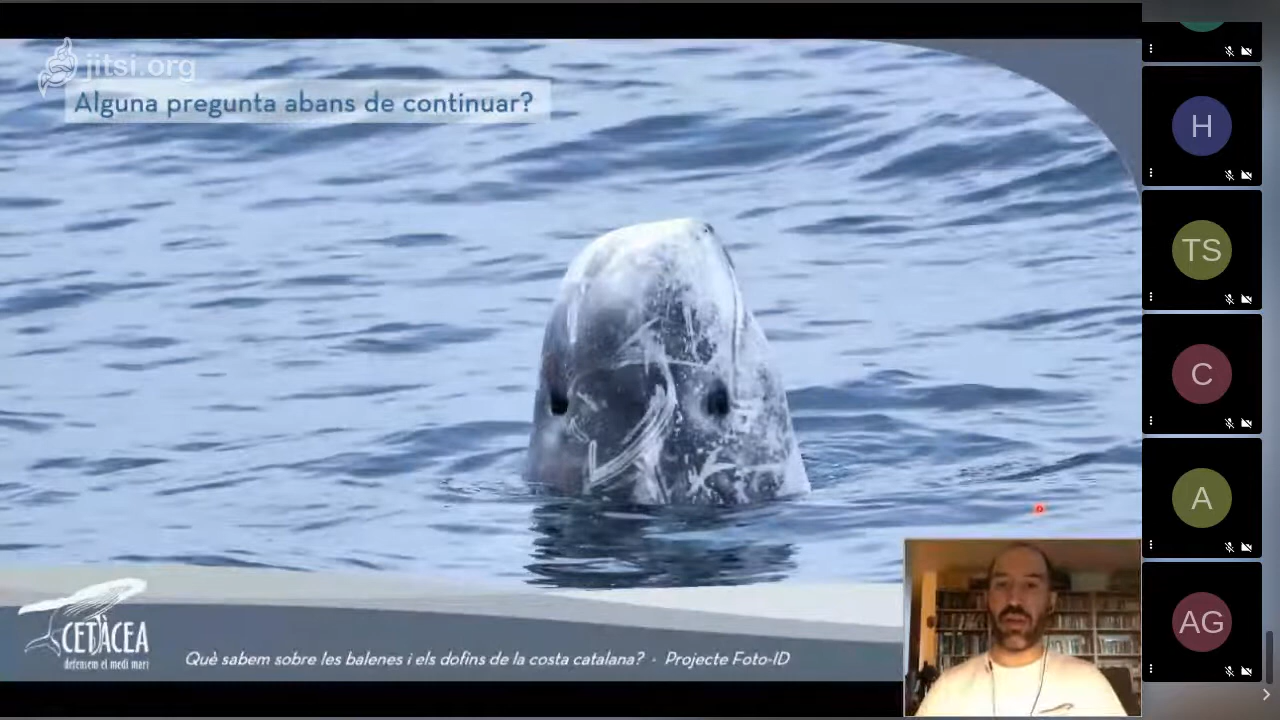 jitsi.org
Alguna pregunta abans de continuar?
H
TS
C
A
AG
CETÀCEA
defensem el medi marí
Què sabem sobre les balenes i els dofins de la costa catalana? · Projecte Foto-ID